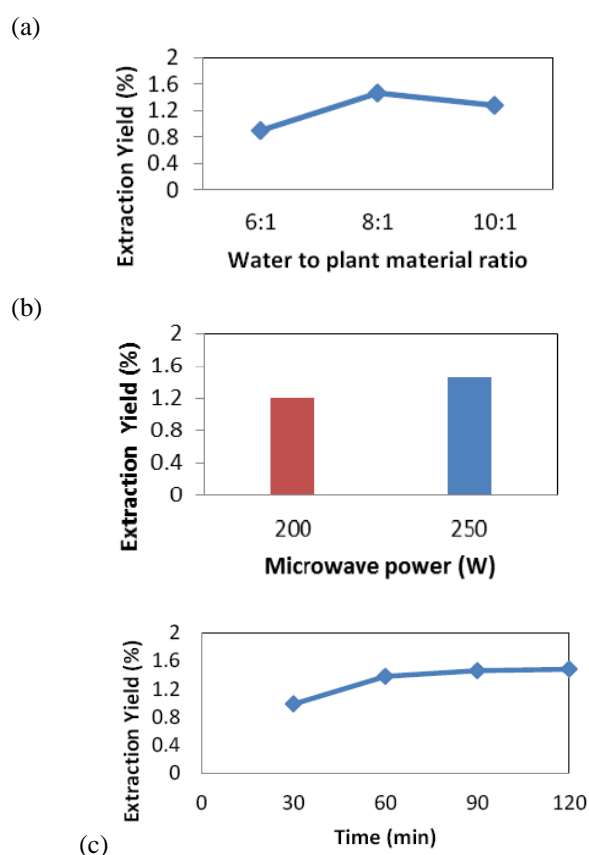 (a)
Extraction Yield (%)
2
1.6
1.2
0.8
0.4
0
6:1 8:1 10:1
Water to plant material ratio
(b)
Extraction Yield (%)
2
1.6
1.2
0.8
0.4
0
200 250
Microwave power (W)
Extraction Yield (%)
2
1.6
1.2
0.8
0.4
0
0 30 60 90 120
Time (min)
(c)